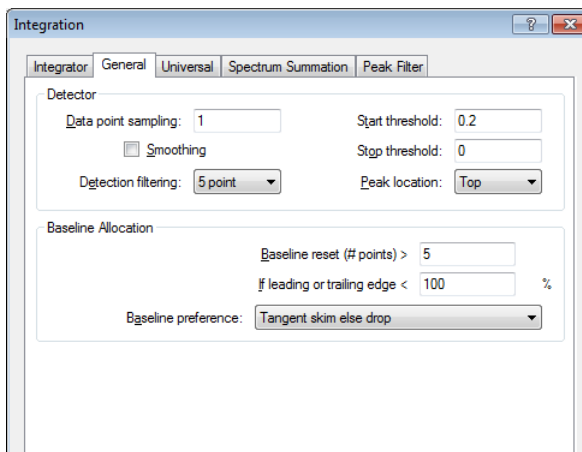 Integration
Integrator General Universal Spectrum Summation Peak Filter
Detector
Data point sampling: 1 Start threshold: 0.2
Smoothing Stop threshold: 0
Detection filtering: 5 point Peak location: Top
Baseline Allocation
Baseline reset (# points) > 5
If leading or trailing edge < 100 %
Baseline preference: Tangent skim else drop